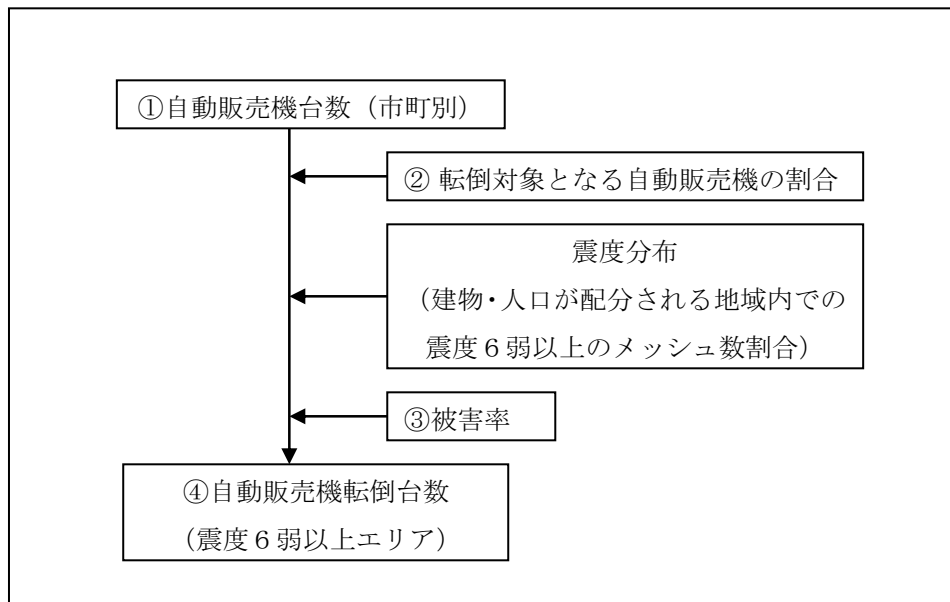 ①自動販売機台数（市町別）
② 転倒対象となる自動販売機の割合
震度分布
（建物・人口が配分される地域内での
震度６弱以上のメッシュ数割合）
③被害率
④自動販売機転倒台数
（震度６弱以上エリア）